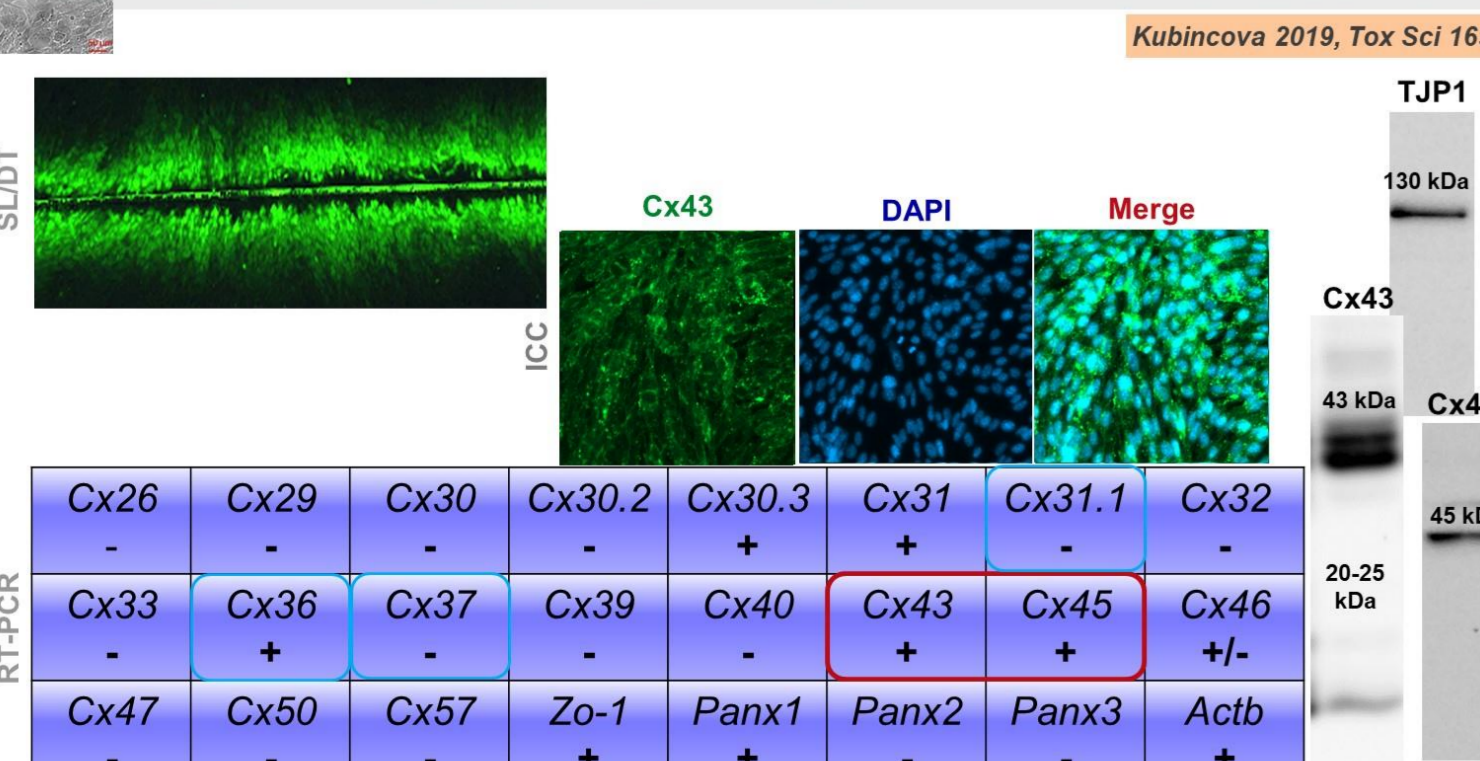 Kubincova 2019, Tox Sci 16
TJP1
SL/DT
130 kDa
Cx43 DAPI Merge
Cx43
ICC
43 kDa
Cx4
45 kD
20-25
kDa
RT-PCR
Cx26 Cx29 Cx30 Cx30.2 Cx30.3 Cx31 Cx31.1 Cx32
- - - - + + - -
Cx33 Cx36 Cx37 Cx39 Cx40 Cx43 Cx45 Cx46
- + - - - + + +/-
Cx47 Cx50 Cx57 Zo-1 Panx1 Panx2 Panx3 Actb
- - - + + - - +